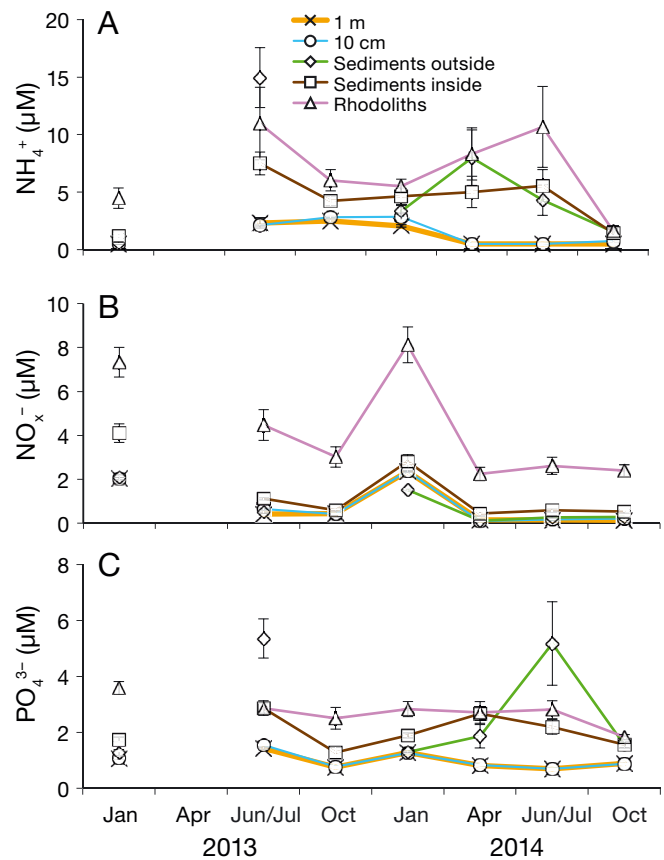 A
1 m
10 cm
Sediments outside
Sediments inside
Rhodoliths
NH₄⁺ (µM)
20
15
10
5
0
B
NOₓ⁻ (µM)
10
8
6
4
2
0
C
PO₄³⁻ (µM)
8
6
4
2
0
Jan Apr Jun/Jul Oct Jan Apr Jun/Jul Oct
2013 2014